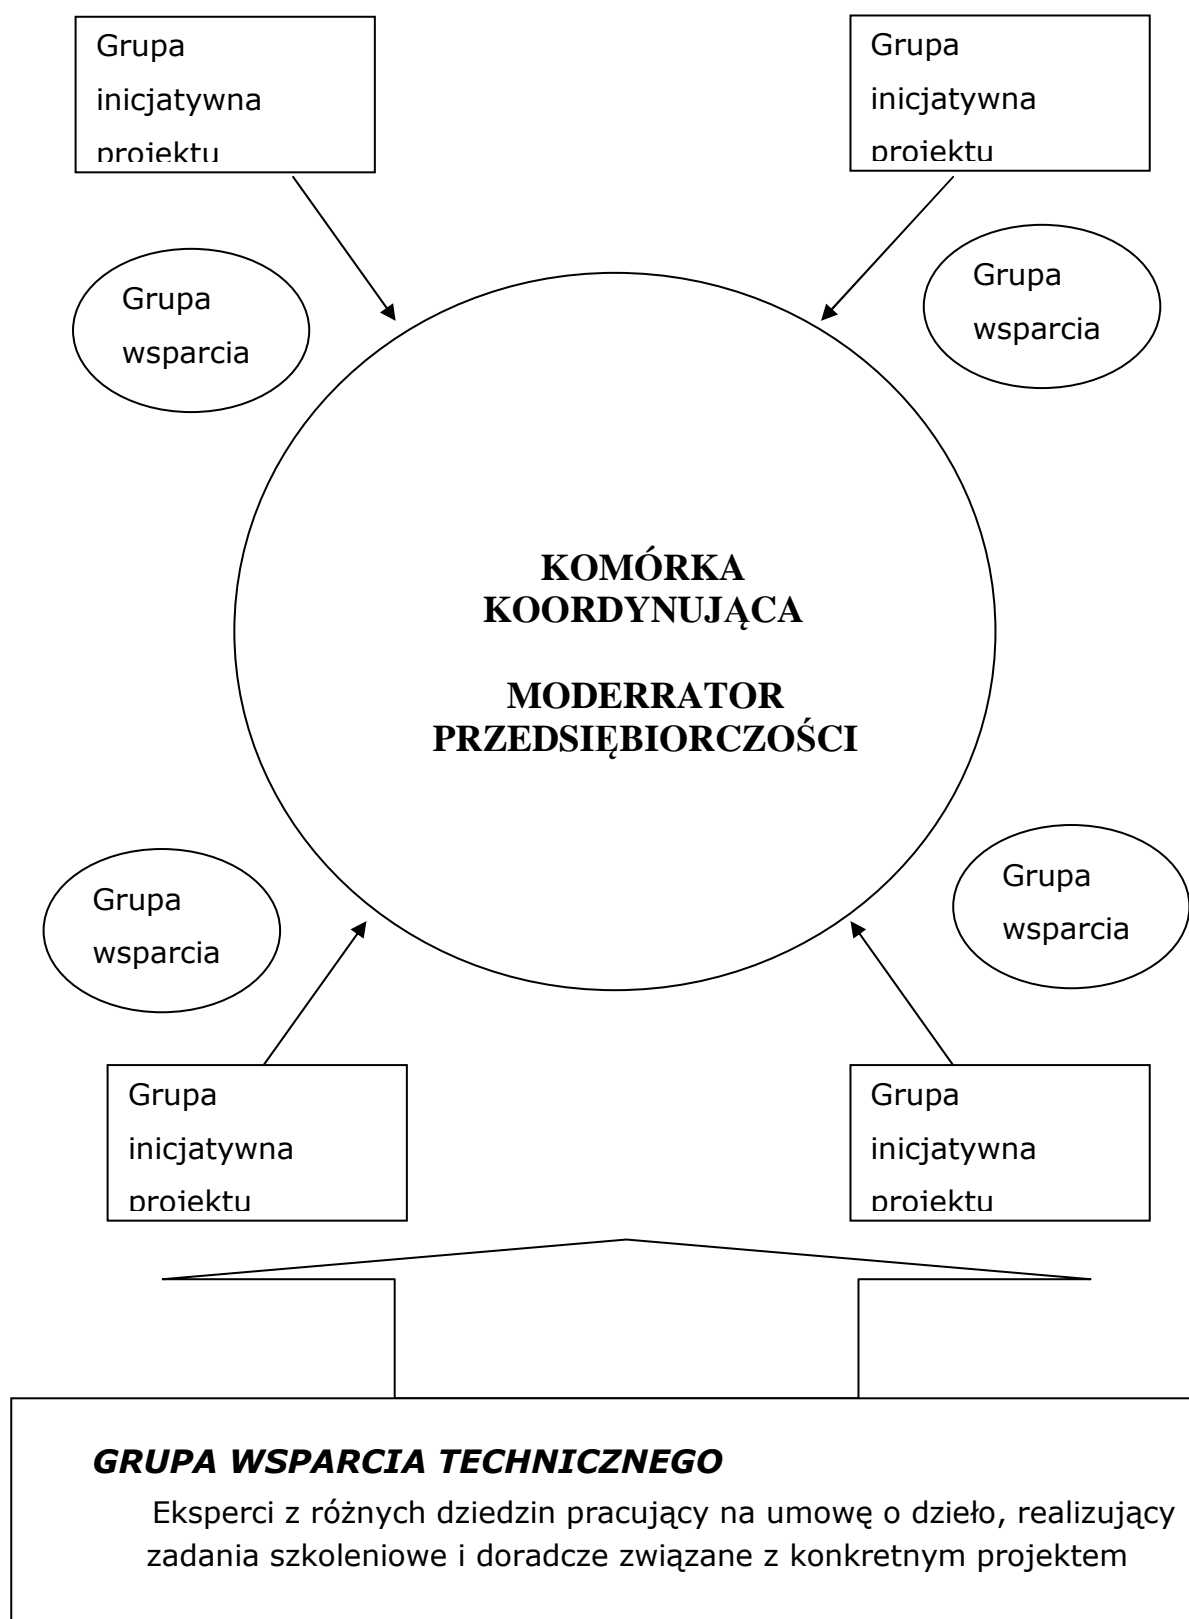 Grupa
inicjatywna
projektu
Grupa
inicjatywna
projektu
Grupa
wsparcia
Grupa
wsparcia
KOMÓRKA
KOORDYNUJĄCA
MODERRATOR
PRZEDSIĘBIORCZOŚCI
Grupa
wsparcia
Grupa
wsparcia
Grupa
inicjatywna
projektu
Grupa
inicjatywna
projektu
GRUPA WSPARCIA TECHNICZNEGO
Eksperci z różnych dziedzin pracujący na umowę o dzieło, realizujący
zadania szkoleniowe i doradcze związane z konkretnym projektem